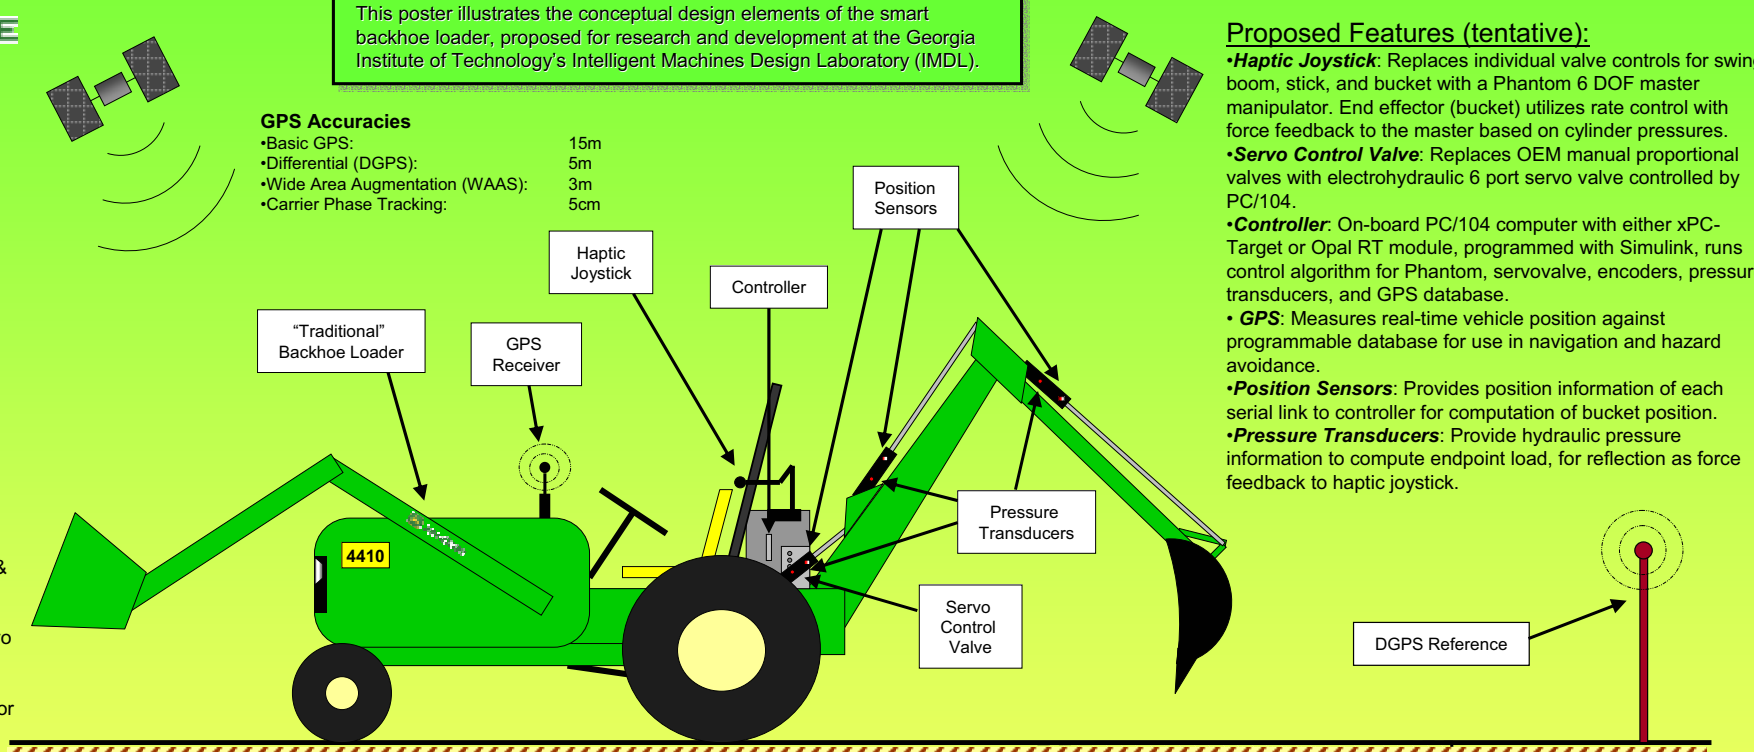 E
This poster illustrates the conceptual design elements of the smart
backhoe loader, proposed for research and development at the Georgia
Institute of Technology's Intelligent Machines Design Laboratory (IMDL).
GPS Accuracies
•Basic GPS: 15m
•Differential (DGPS): 5m
•Wide Area Augmentation (WAAS): 3m
•Carrier Phase Tracking: 5cm
Position
Sensors
Haptic
Joystick
Controller
“Traditional”
Backhoe Loader
GPS
Receiver
4410
Pressure
Transducers
Servo
Control
Valve
DGPS Reference
Proposed Features (tentative):
•Haptic Joystick: Replaces individual valve controls for swing
boom, stick, and bucket with a Phantom 6 DOF master
manipulator. End effector (bucket) utilizes rate control with
force feedback to the master based on cylinder pressures.
•Servo Control Valve: Replaces OEM manual proportional
valves with electrohydraulic 6 port servo valve controlled by
PC/104.
•Controller: On-board PC/104 computer with either xPC-
Target or Opal RT module, programmed with Simulink, runs
control algorithm for Phantom, servovalve, encoders, pressur
transducers, and GPS database.
• GPS: Measures real-time vehicle position against
programmable database for use in navigation and hazard
avoidance.
•Position Sensors: Provides position information of each
serial link to controller for computation of bucket position.
•Pressure Transducers: Provide hydraulic pressure
information to compute endpoint load, for reflection as force
feedback to haptic joystick.
&
o
or